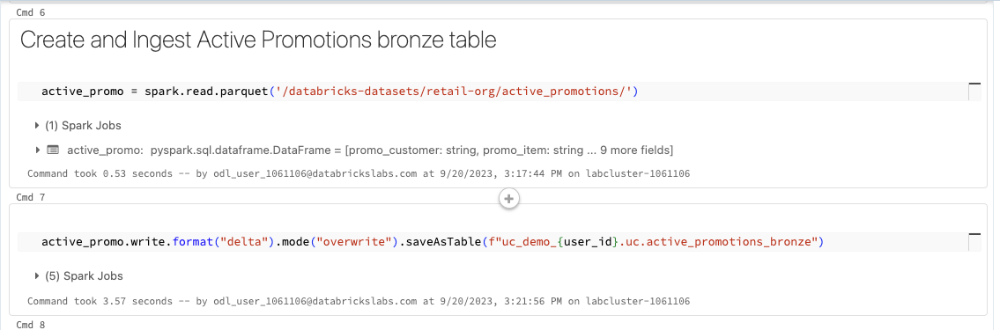 Cmd 6
Create and Ingest Active Promotions bronze table
active_promo = spark.read.parquet('/databricks-datasets/retail-org/active_promotions/')
(1) Spark Jobs
active_promo: pyspark.sql.dataframe.DataFrame = [promo_customer: string, promo_item: string ... 9 more fields]
Command took 0.53 seconds -- by odl_user_1061106@databrickslabs.com at 9/20/2023, 3:17:44 PM on labcluster-1061106
Cmd 7
active_promo.write.format("delta").mode("overwrite").saveAsTable(f"uc_demo_{user_id}.uc.active_promotions_bronze")
(5) Spark Jobs
Command took 3.57 seconds -- by odl_user_1061106@databrickslabs.com at 9/20/2023, 3:21:56 PM on labcluster-1061106
Cmd 8